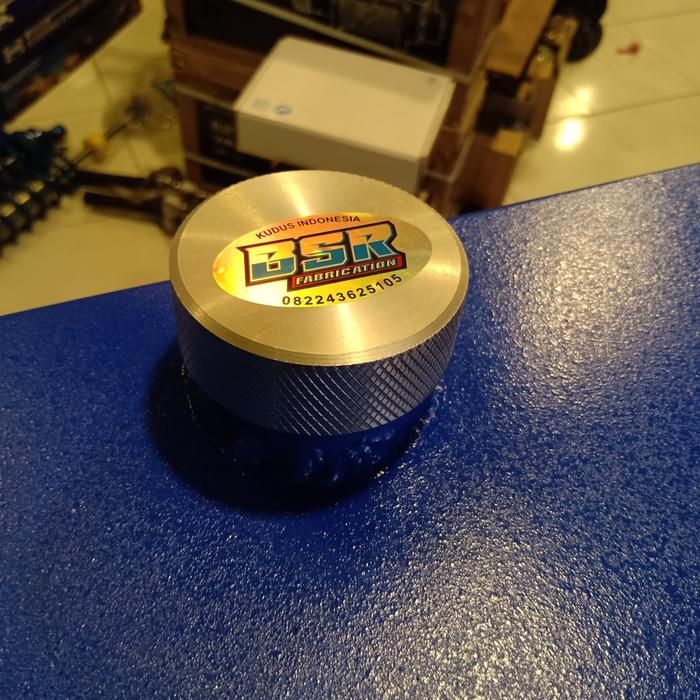 KUDUS INDONESIA
BSR
FABRICATION
082243625105